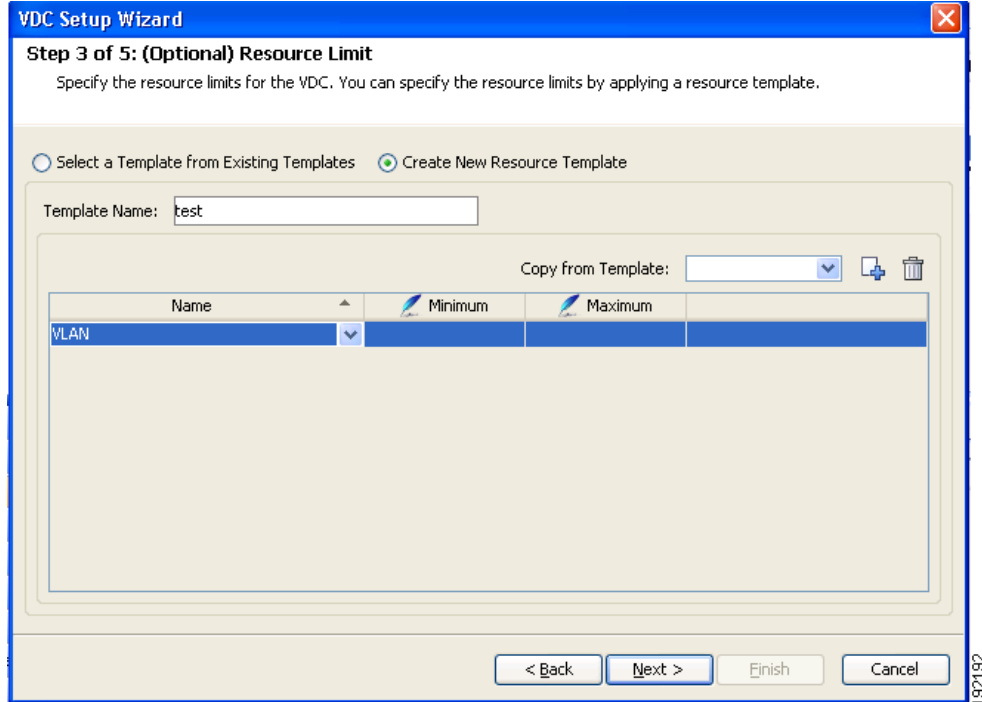 VDC Setup Wizard
Step 3 of 5: (Optional) Resource Limit
Specify the resource limits for the VDC. You can specify the resource limits by applying a resource template.
Select a Template from Existing Templates Create New Resource Template
Template Name: test
Copy from Template:
Name Minimum Maximum
VLAN
< Back Next > Finish Cancel
192192